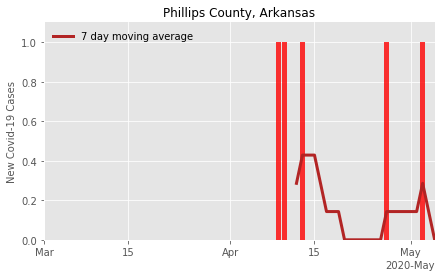 Phillips County, Arkansas
7 day moving average
New Covid-19 Cases
1.0
0.8
0.6
0.4
0.2
0.0
Mar 15 Apr 15 May
2020-May